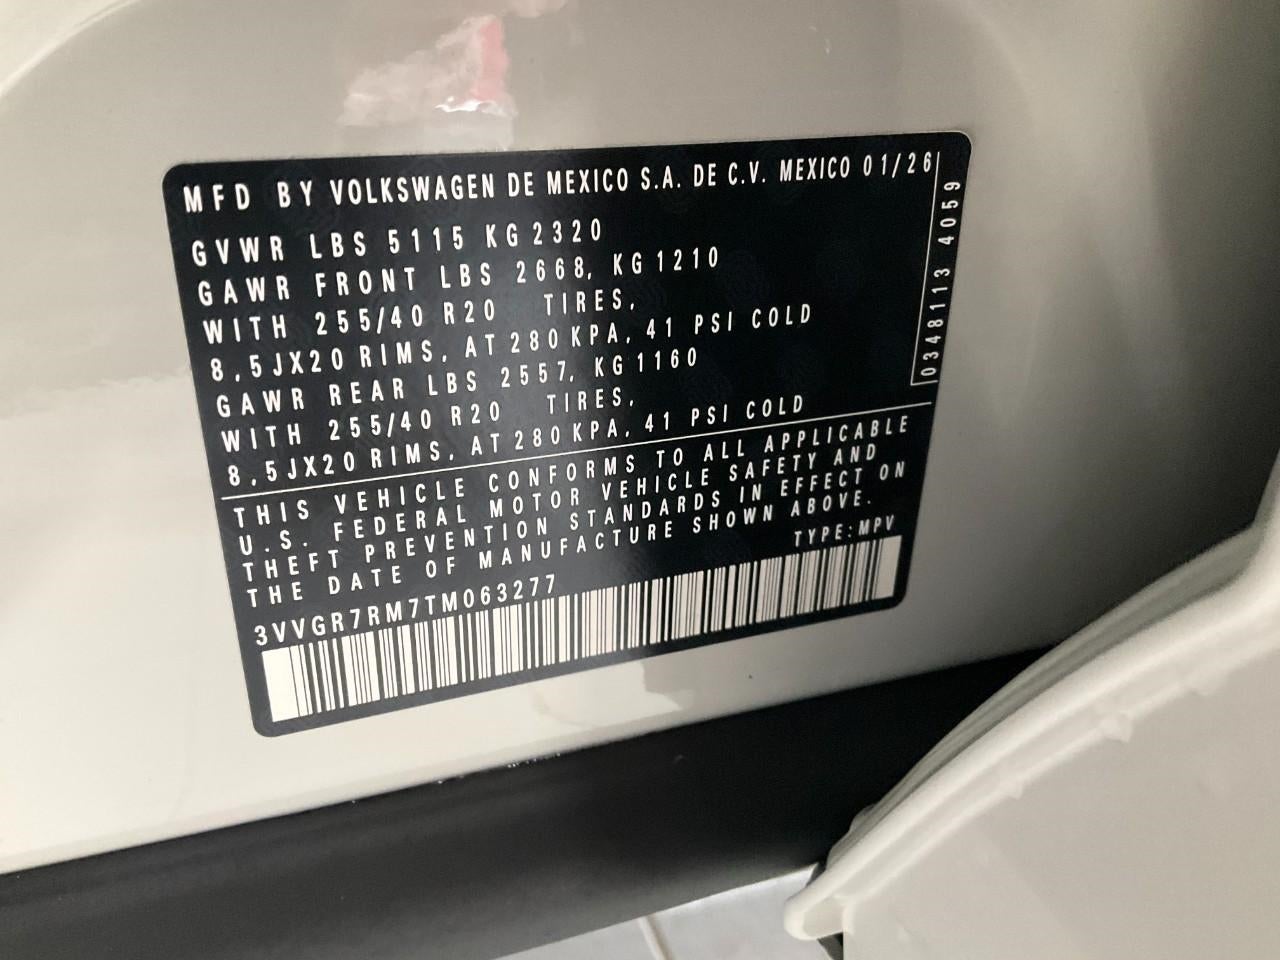 MFD BY VOLKSWAGEN DE MEXICO S.A. DE C.V. MEXICO 01/26
GVWR LBS 5115 KG 2320
GAWR FRONT LBS 2668, KG 1210
WITH 255/40 R20 TIRES,
8,5JX20 RIMS, AT 280 KPA, 41 PSI COLD
GAWR REAR LBS 2557, KG 1160
WITH 255/40 R20 TIRES,
8,5JX20 RIMS, AT 280 KPA, 41 PSI COLD
THIS VEHICLE CONFORMS TO ALL APPLICABLE
U.S. FEDERAL MOTOR VEHICLE SAFETY AND
THEFT PREVENTION STANDARDS IN EFFECT ON
THE DATE OF MANUFACTURE SHOWN ABOVE.
TYPE:MPV
3VVGR7RM7TM063277
0348113 4059